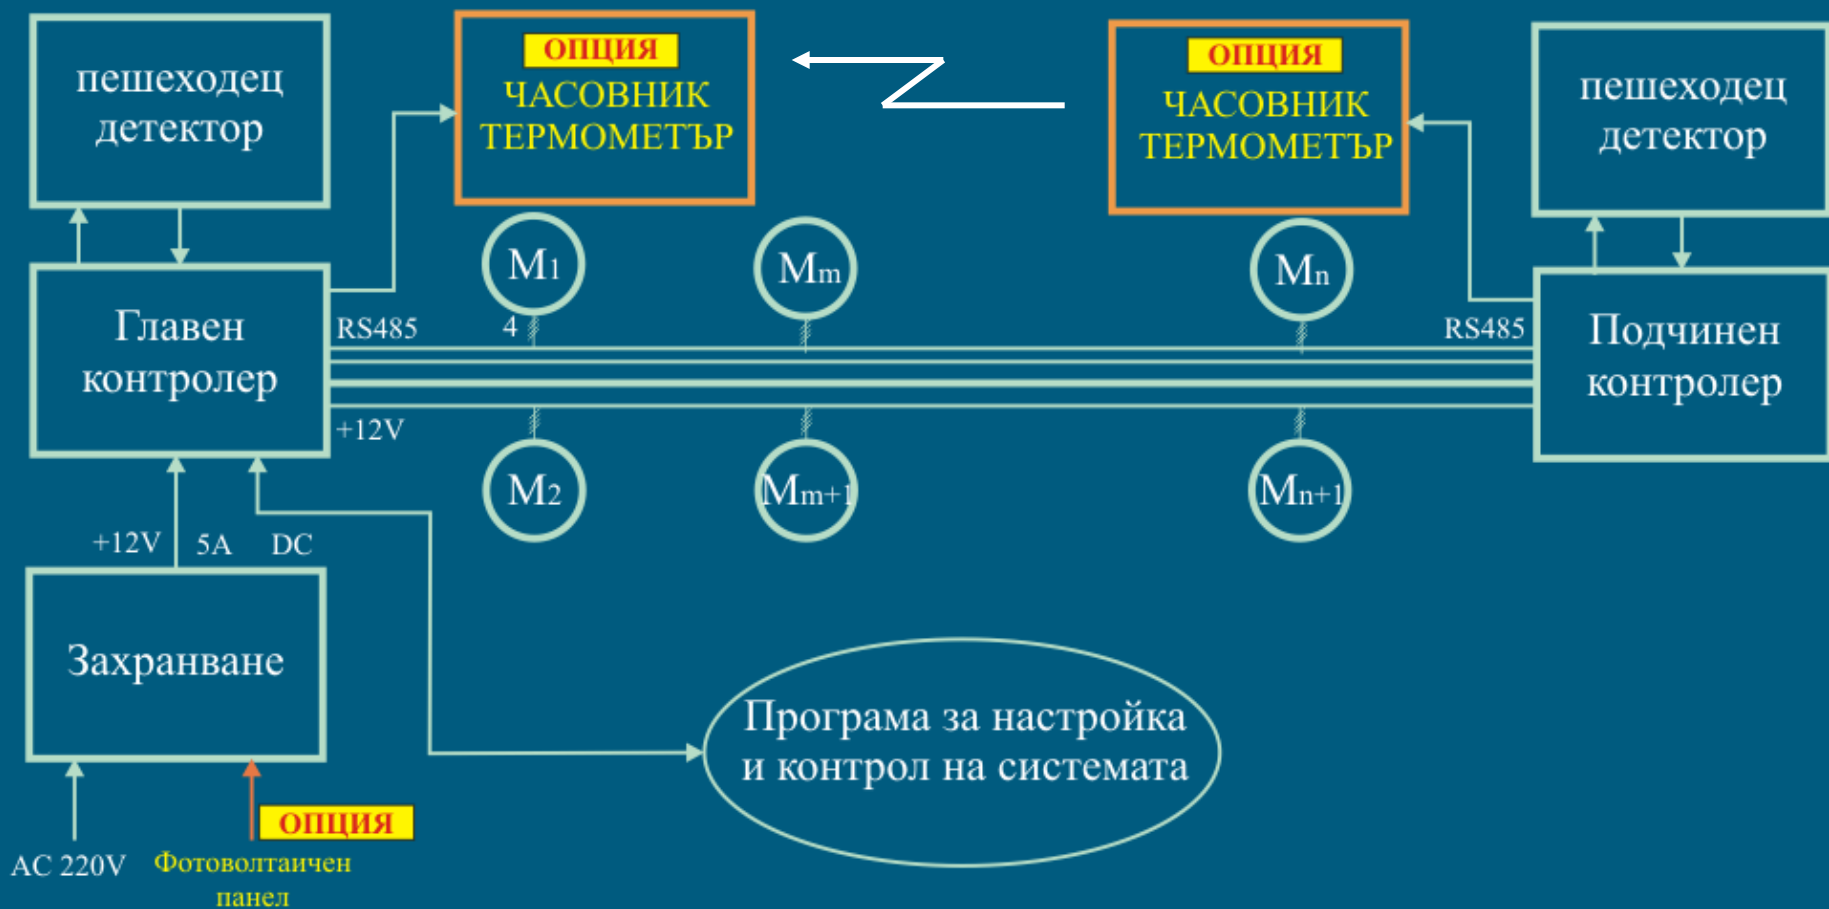 пешеходец
детектор
ОПЦИЯ
ЧАСОВНИК
ТЕРМОМЕТЪР
ОПЦИЯ
ЧАСОВНИК
ТЕРМОМЕТЪР
пешеходец
детектор
Главен
контролер
RS485
4
+12V
M1
Mm
Mn
M2
Mm+1
Mn+1
RS485
Подчинен
контролер
+12V
5A
DC
Захранване
Програма за настройка
и контрол на системата
ОПЦИЯ
AC 220V
Фотоволтаичен
панел